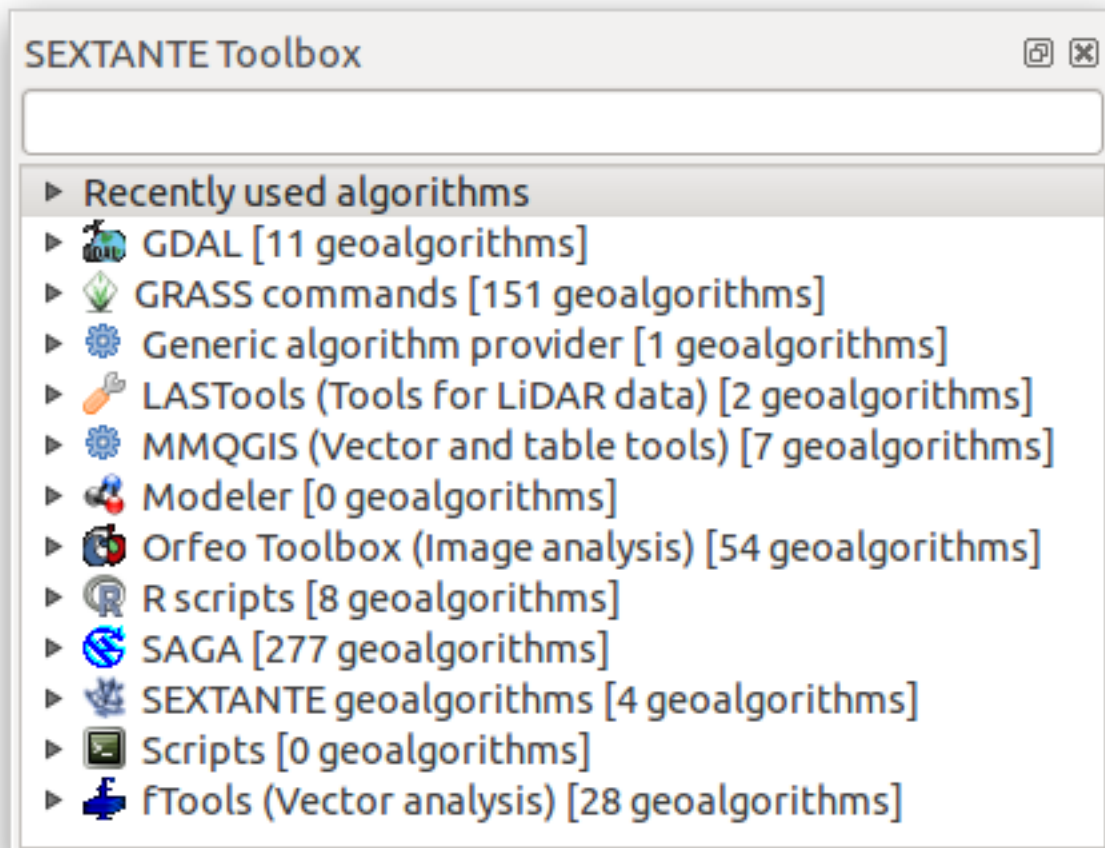 SEXTANTE Toolbox
Recently used algorithms
GDAL [11 geoalgorithms]
GRASS commands [151 geoalgorithms]
Generic algorithm provider [1 geoalgorithms]
LASTools (Tools for LiDAR data) [2 geoalgorithms]
MMQGIS (Vector and table tools) [7 geoalgorithms]
Modeler [0 geoalgorithms]
Orfeo Toolbox (Image analysis) [54 geoalgorithms]
R scripts [8 geoalgorithms]
SAGA [277 geoalgorithms]
SEXTANTE geoalgorithms [4 geoalgorithms]
Scripts [0 geoalgorithms]
fTools (Vector analysis) [28 geoalgorithms]